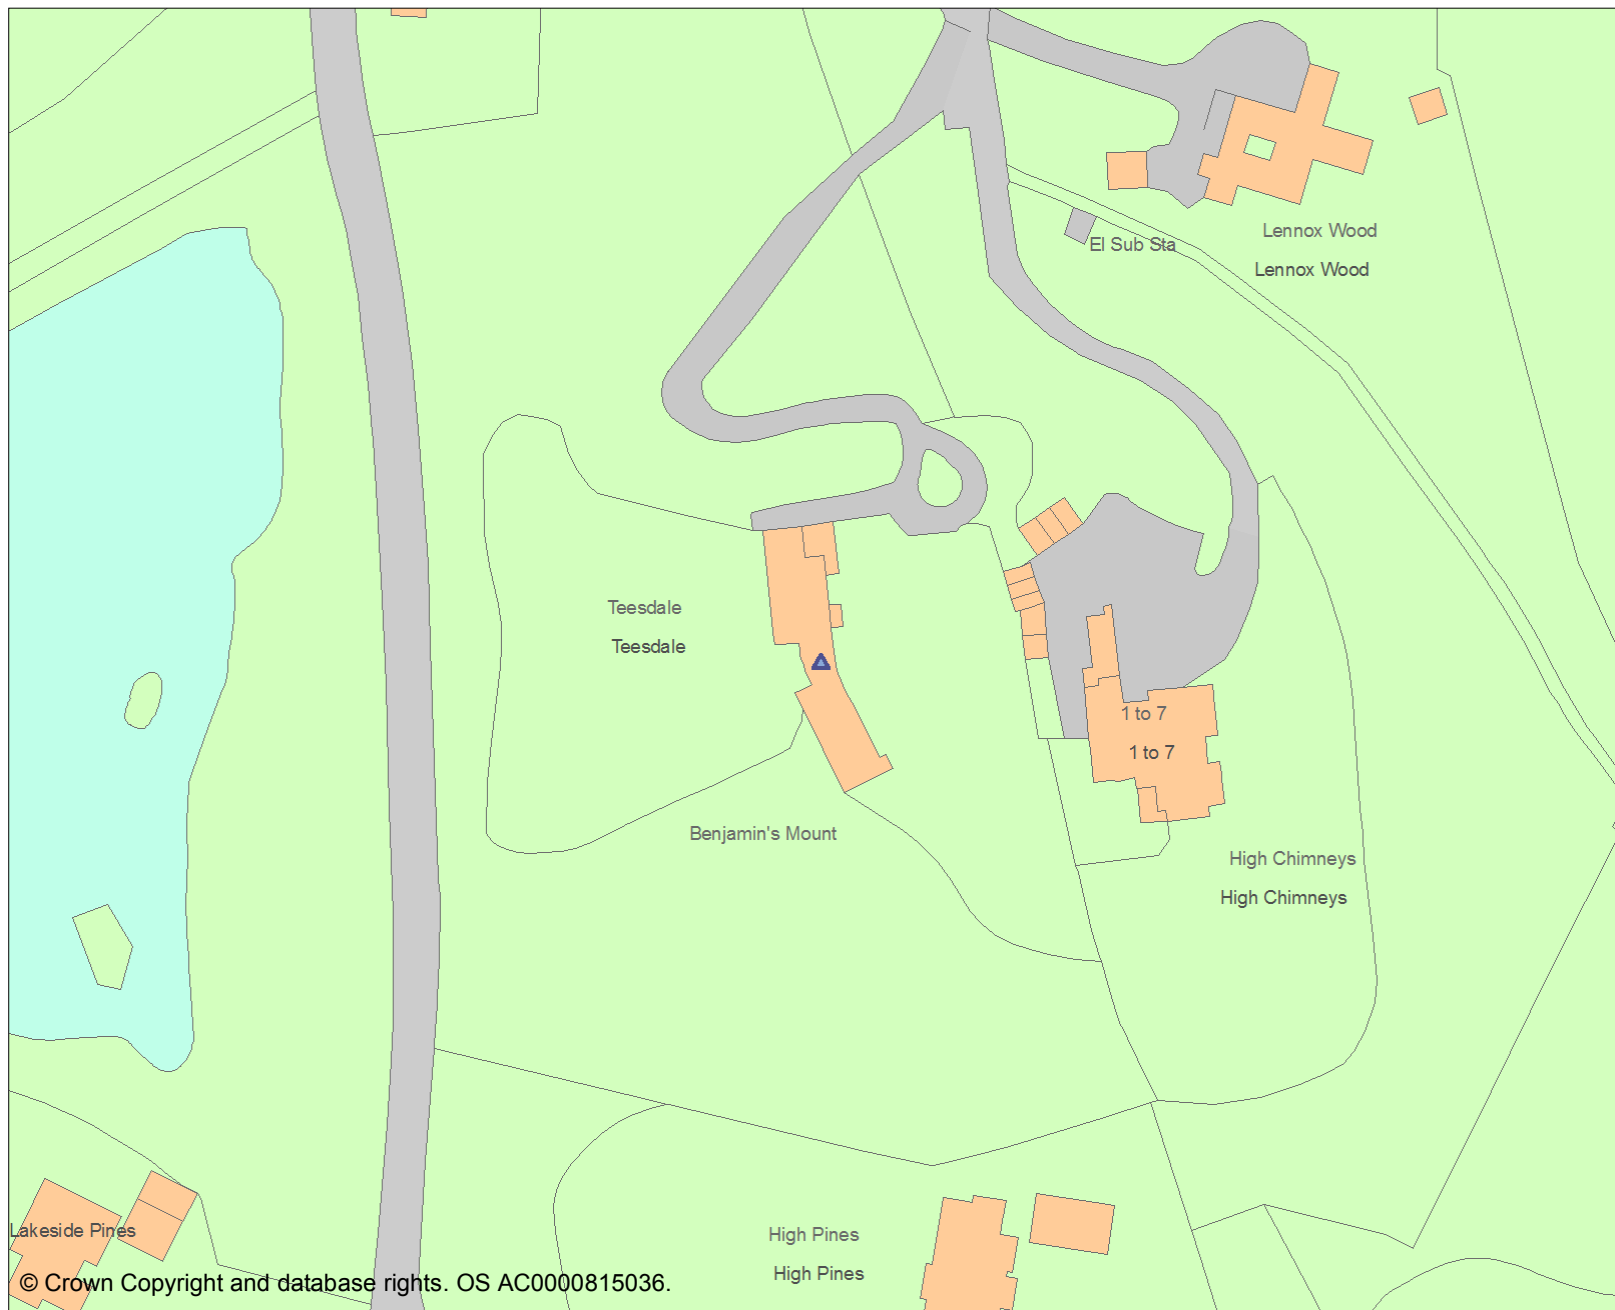 Lennox Wood
El Sub Sta
Lennox Wood
Teesdale
Teesdale
1 to 7
1 to 7
Benjamin's Mount
High Chimneys
High Chimneys
Lakeside Pines
High Pines
High Pines
© Crown Copyright and database rights. OS AC0000815036.